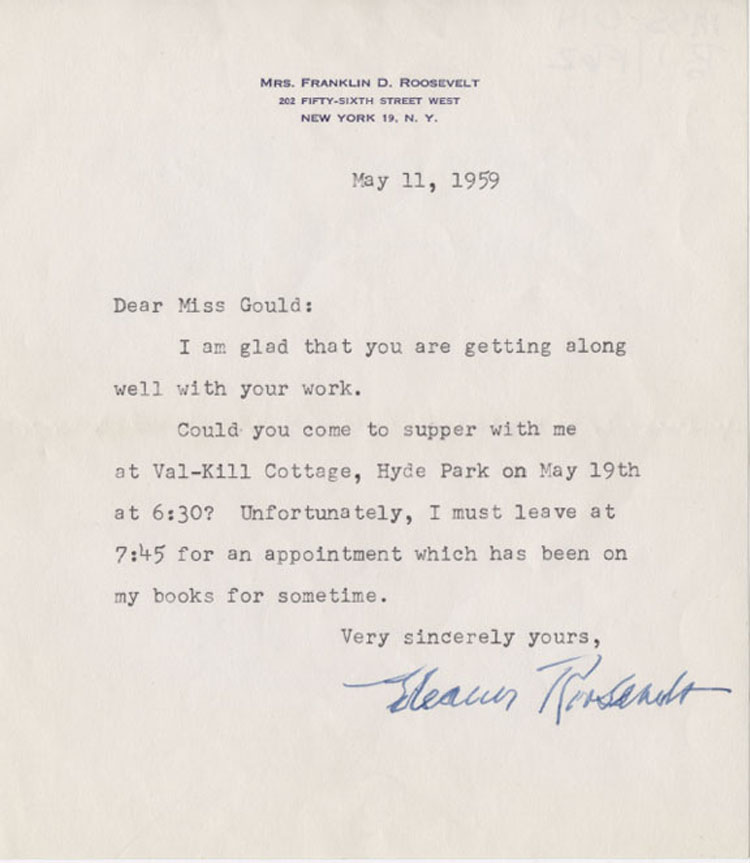 MRS. FRANKLIN D. ROOSEVELT
202 FIFTY-SIXTH STREET WEST
NEW YORK 19, N. Y.
May 11, 1959
Dear Miss Gould:
I am glad that you are getting along
well with your work.
Could you come to supper with me
at Val-Kill Cottage, Hyde Park on May 19th
at 6:30? Unfortunately, I must leave at
7:45 for an appointment which has been on
my books for sometime.
Very sincerely yours,
Eleanor Roosevelt